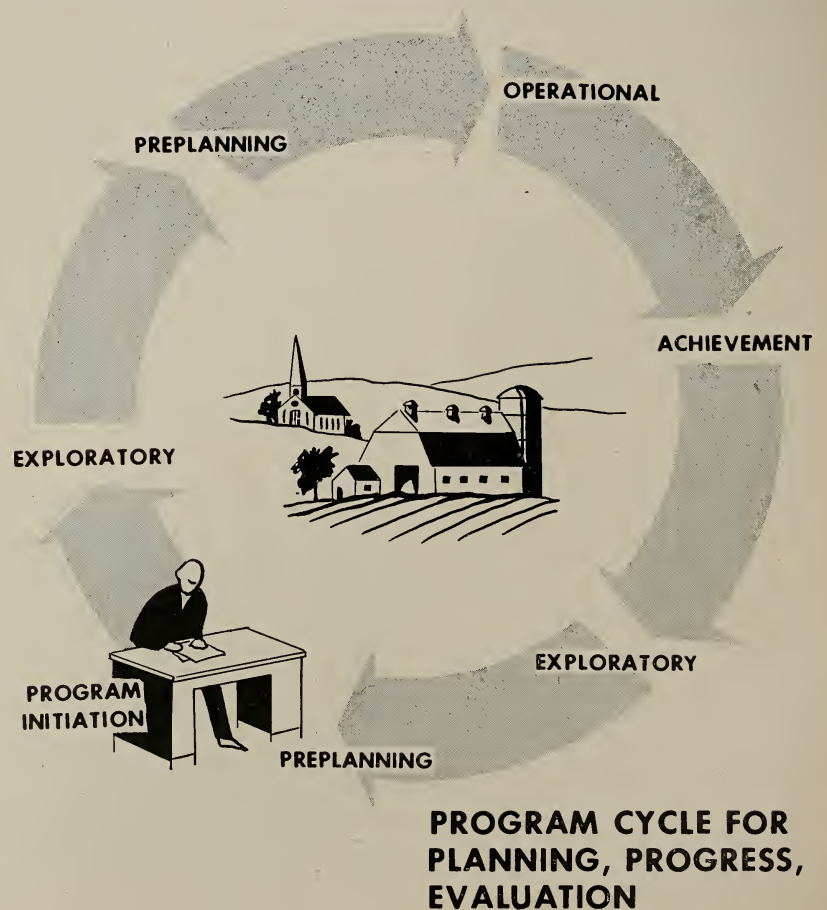 OPERATIONAL
PREPLANNING
ACHIEVEMENT
EXPLORATORY
EXPLORATORY
PROGRAM
INITIATION
PREPLANNING
PROGRAM CYCLE FOR
PLANNING, PROGRESS,
EVALUATION